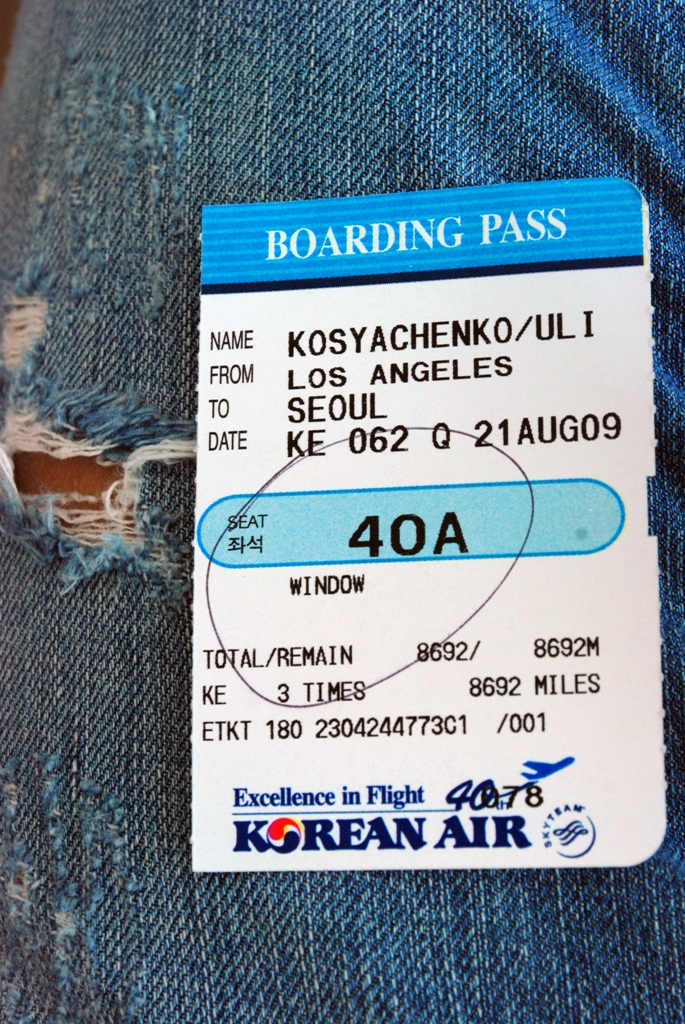 BOARDING PASS
NAME KOSYACHENKO/ULI
FROM LOS ANGELES
TO SEOUL
DATE KE 062 Q 21AUG09
SEAT
좌석 40A
WINDOW
TOTAL/REMAIN 8692/ 8692M
KE 3 TIMES 8692 MILES
ETKT 180 2304244773C1 /001
Excellence in Flight 40th 078
KOREAN AIR SKYTEAM